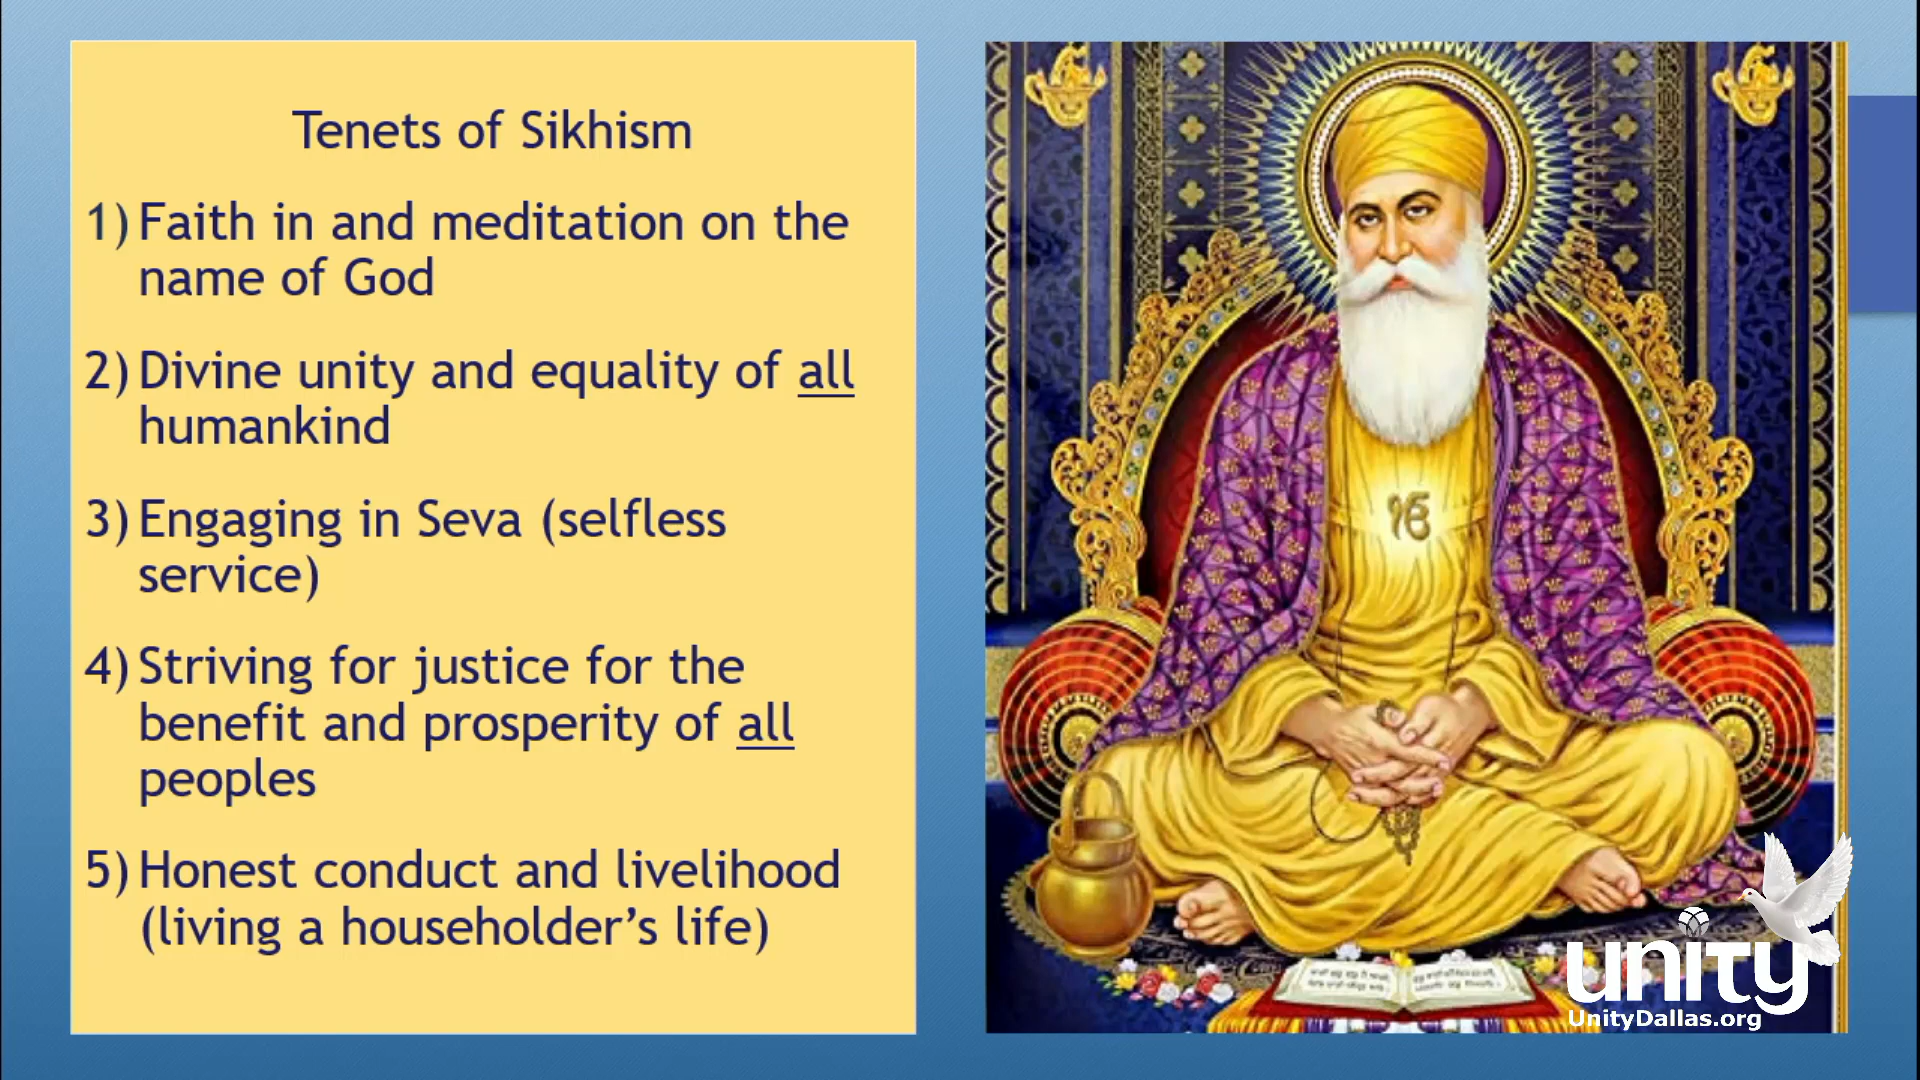 Tenets of Sikhism
1) Faith in and meditation on the
name of God
2) Divine unity and equality of all
humankind
3) Engaging in Seva (selfless
service)
4) Striving for justice for the
benefit and prosperity of all
peoples
5) Honest conduct and livelihood
(living a householder’s life)
ੴ
unity
UnityDallas.org